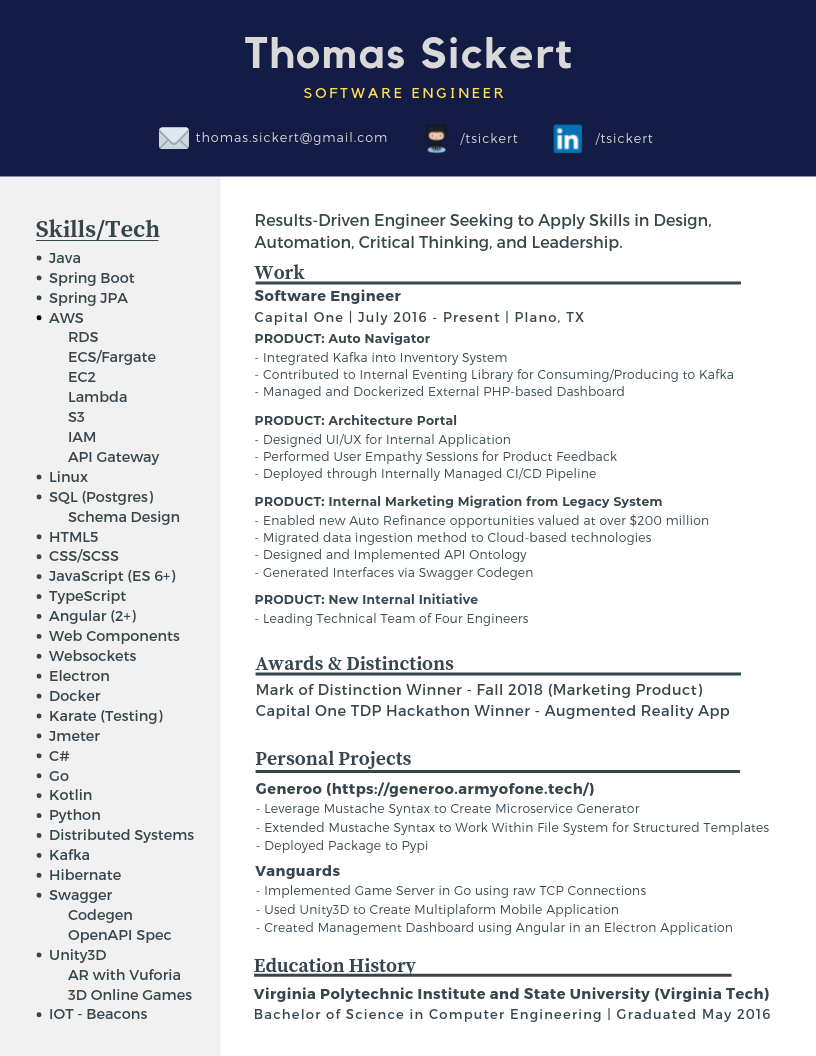 Thomas Sickert
SOFTWARE ENGINEER
thomas.sickert@gmail.com
/tsickert
in
/tsickert
Skills/Tech
• Java
• Spring Boot
• Spring JPA
• AWS
RDS
ECS/Fargate
EC2
Lambda
S3
IAM
API Gateway
• Linux
• SQL (Postgres)
Schema Design
• HTML5
• CSS/SCSS
• JavaScript (ES 6+)
• TypeScript
• Angular (2+)
• Web Components
• Websockets
• Electron
• Docker
• Karate (Testing)
• Jmeter
• C#
• Go
• Kotlin
• Python
• Distributed Systems
• Kafka
• Hibernate
• Swagger
Codegen
OpenAPI Spec
• Unity3D
AR with Vuforia
3D Online Games
• IOT - Beacons
Results-Driven Engineer Seeking to Apply Skills in Design,
Automation, Critical Thinking, and Leadership.
Work
Software Engineer
Capital One | July 2016 - Present | Plano, TX
PRODUCT: Auto Navigator
- Integrated Kafka into Inventory System
- Contributed to Internal Eventing Library for Consuming/Producing to Kafka
- Managed and Dockerized External PHP-based Dashboard
PRODUCT: Architecture Portal
- Designed UI/UX for Internal Application
- Performed User Empathy Sessions for Product Feedback
- Deployed through Internally Managed CI/CD Pipeline
PRODUCT: Internal Marketing Migration from Legacy System
- Enabled new Auto Refinance opportunities valued at over $200 million
- Migrated data ingestion method to Cloud-based technologies
- Designed and Implemented API Ontology
- Generated Interfaces via Swagger Codegen
PRODUCT: New Internal Initiative
- Leading Technical Team of Four Engineers
Awards & Distinctions
Mark of Distinction Winner - Fall 2018 (Marketing Product)
Capital One TDP Hackathon Winner - Augmented Reality App
Personal Projects
Generoo (https://generoo.armyofone.tech/)
- Leverage Mustache Syntax to Create Microservice Generator
- Extended Mustache Syntax to Work Within File System for Structured Templates
- Deployed Package to Pypi
Vanguards
- Implemented Game Server in Go using raw TCP Connections
- Used Unity3D to Create Multiplaform Mobile Application
- Created Management Dashboard using Angular in an Electron Application
Education History
Virginia Polytechnic Institute and State University (Virginia Tech)
Bachelor of Science in Computer Engineering | Graduated May 2016